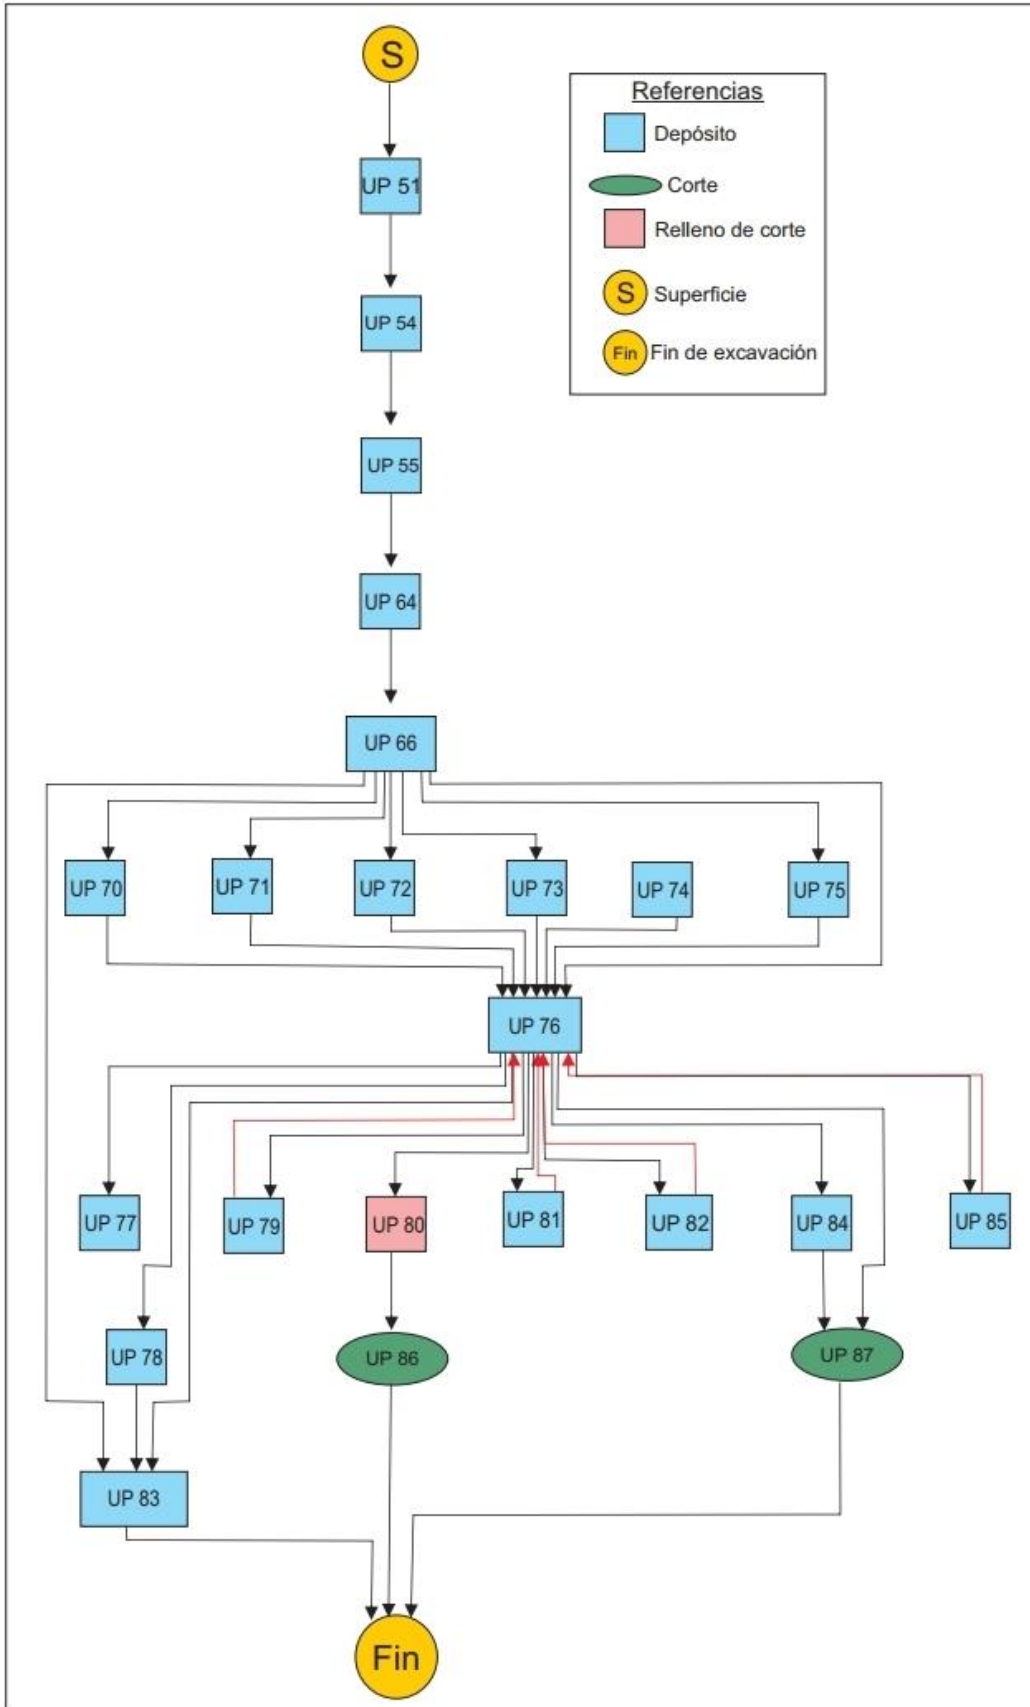 S
Referencias
Depósito
Corte
Relleno de corte
S Superficie
Fin Fin de excavación
UP 51
UP 54
UP 55
UP 64
UP 66
UP 70 UP 71 UP 72 UP 73 UP 74 UP 75
UP 76
UP 77 UP 79 UP 80 UP 81 UP 82 UP 84 UP 85
UP 78 UP 86 UP 87
UP 83
Fin